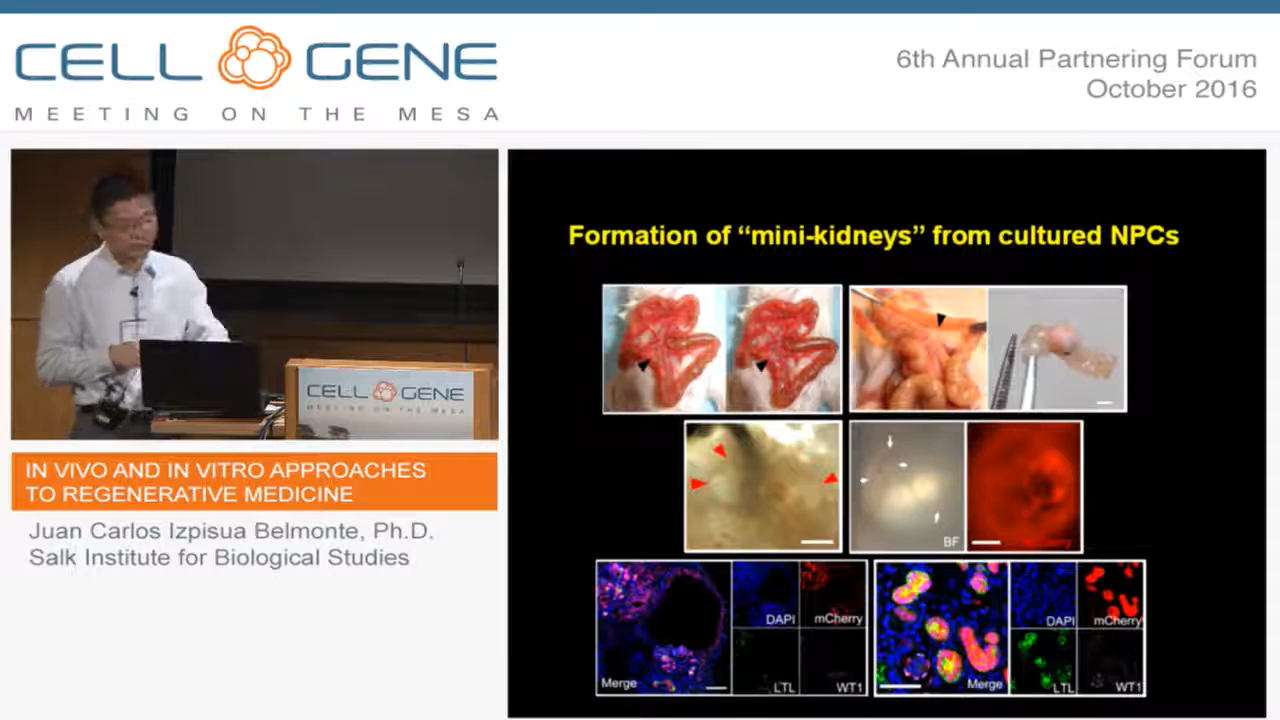 CELL GENE
MEETING ON THE MESA
6th Annual Partnering Forum
October 2016
CELL GENE
MEETING ON THE MESA
IN VIVO AND IN VITRO APPROACHES
TO REGENERATIVE MEDICINE
Juan Carlos Izpisua Belmonte, Ph.D.
Salk Institute for Biological Studies
Formation of “mini-kidneys” from cultured NPCs
BF
Merge
DAPI
mCherry
LTL
WT1
Merge
DAPI
mCherry
LTL
WT1